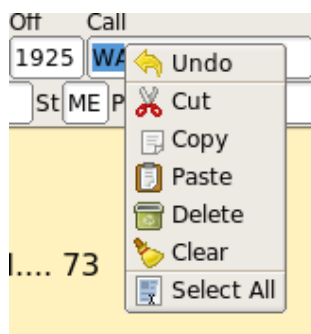 Off Call
1925 WA
Undo
St ME P
Cut
Copy
Paste
Delete
.... 73
Clear
Select All